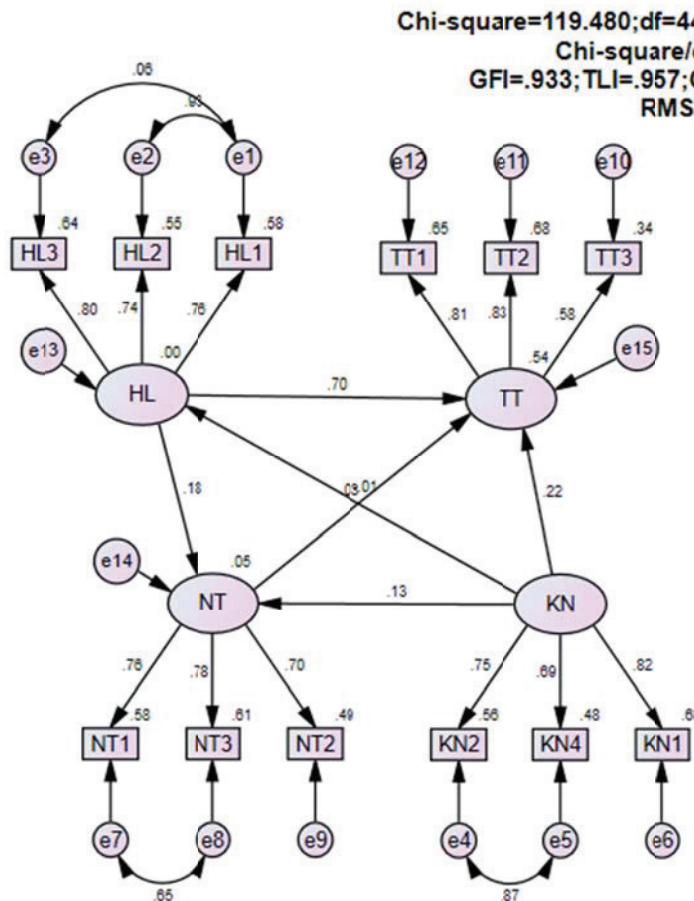 Chi-square=119.480;df=44
Chi-square/
GFI=.933;TLI=.957;
RMS
.06
.93
e3 e2 e1
e12 e11 e10
.64 .55 .58
.65 .68 .34
HL3 HL2 HL1
TT1 TT2 TT3
.80 .74 .76
.81 .83 .58
e13 .00
.54 e15
HL .70 TT
.18 .22
e14 .05
NT .13 KN
.76 .78 .70
.75 .69 .82
.58 .61 .49
.56 .48
NT1 NT3 NT2
KN2 KN4 KN1
e7 e8 e9
e4 e5 e6
.65 .87